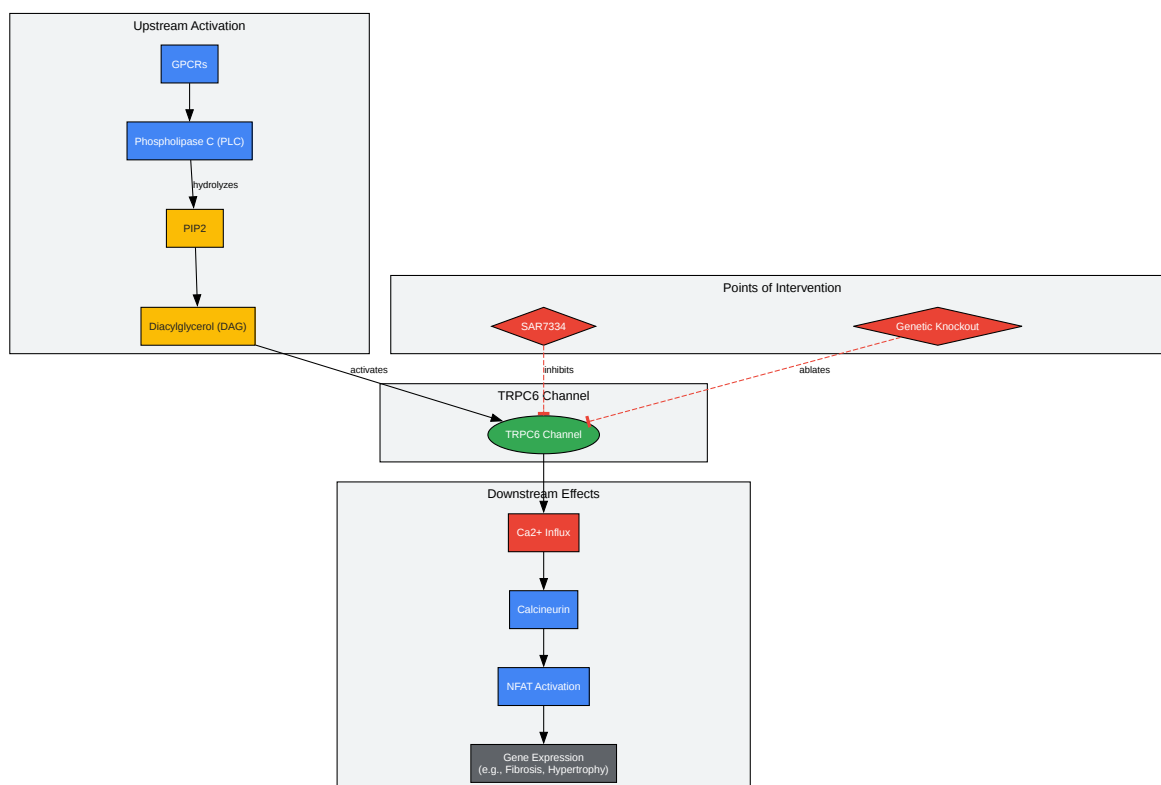 Upstream Activation
GPCRs
Phospholipase C (PLC)
hydrolyzes
PIP2
Diacylglycerol (DAG)
Points of Intervention
SAR7334
Genetic Knockout
activates
inhibits
ablates
TRPC6 Channel
TRPC6 Channel
Downstream Effects
Ca2+ Influx
Calcineurin
NFAT Activation
Gene Expression
(e.g., Fibrosis, Hypertrophy)